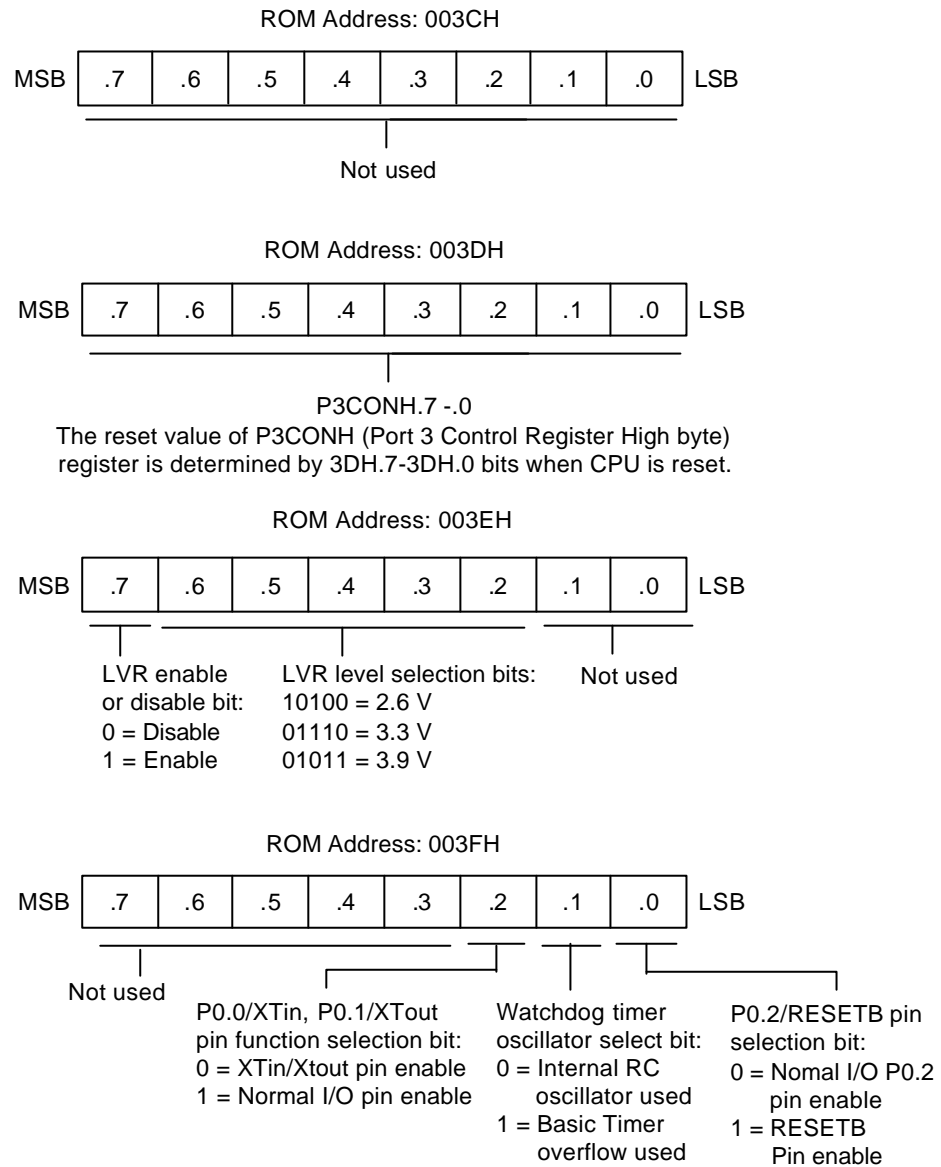 ROM Address: 003CH
MSB .7 .6 .5 .4 .3 .2 .1 .0 LSB
Not used
ROM Address: 003DH
MSB .7 .6 .5 .4 .3 .2 .1 .0 LSB
P3CONH.7 -.0
The reset value of P3CONH (Port 3 Control Register High byte)
register is determined by 3DH.7-3DH.0 bits when CPU is reset.
ROM Address: 003EH
MSB .7 .6 .5 .4 .3 .2 .1 .0 LSB
LVR enable
or disable bit:
0 = Disable
1 = Enable
LVR level selection bits:
10100 = 2.6 V
01110 = 3.3 V
01011 = 3.9 V
Not used
ROM Address: 003FH
MSB .7 .6 .5 .4 .3 .2 .1 .0 LSB
Not used
P0.0/XTin, P0.1/XTout
pin function selection bit:
0 = XTin/Xtout pin enable
1 = Normal I/O pin enable
Watchdog timer
oscillator select bit:
0 = Internal RC
oscillator used
1 = Basic Timer
overflow used
P0.2/RESETB pin
selection bit:
0 = Nomal I/O P0.2
pin enable
1 = RESETB
Pin enable